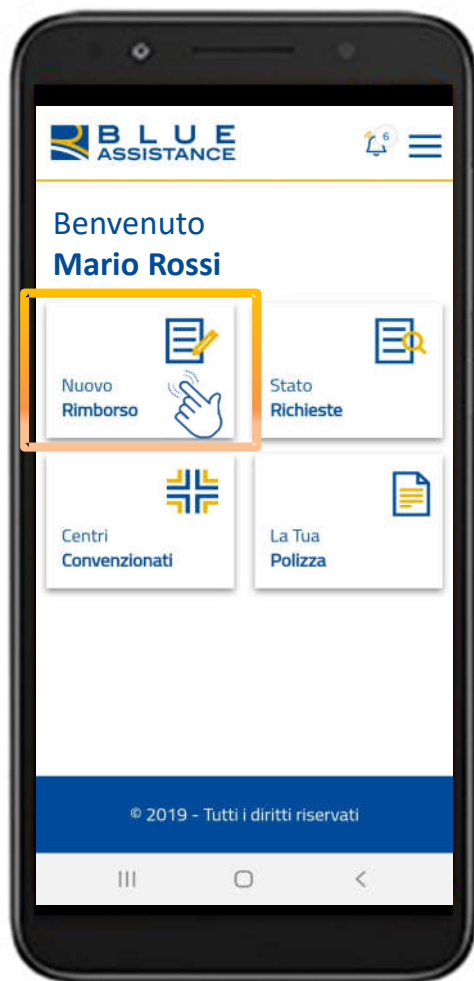 BLUE
ASSISTANCE
6
Benvenuto
Mario Rossi
Nuovo
Rimborso
Stato
Richieste
Centri
Convenzionati
La Tua
Polizza
© 2019 - Tutti i diritti riservati